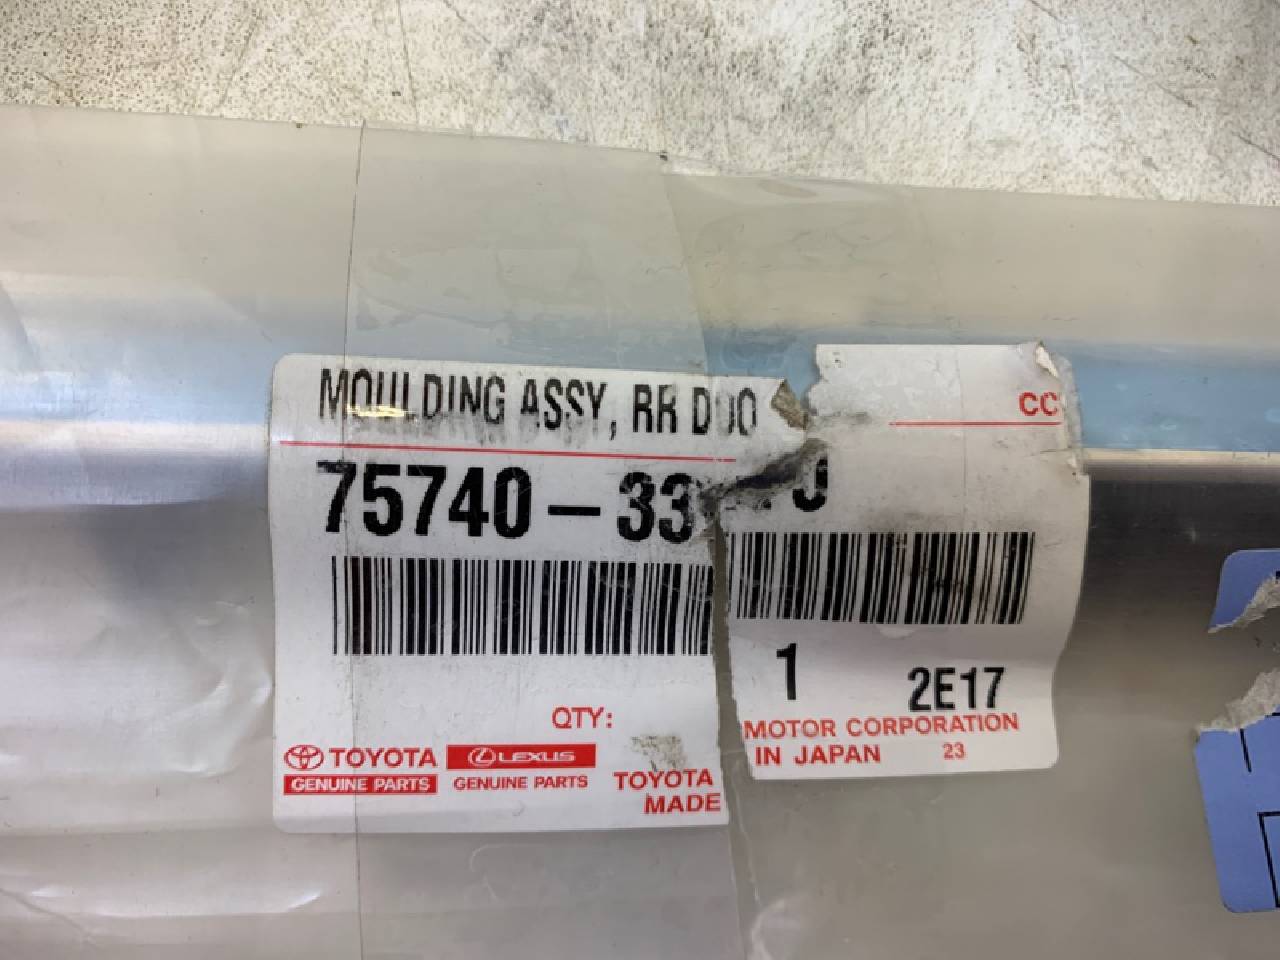 MOULDING ASSY, RR DOO
CC
75740-33
1
2E17
QTY:
TOYOTA
GENUINE PARTS
LEXUS
GENUINE PARTS
TOYOTA MOTOR CORPORATION
MADE IN JAPAN 23